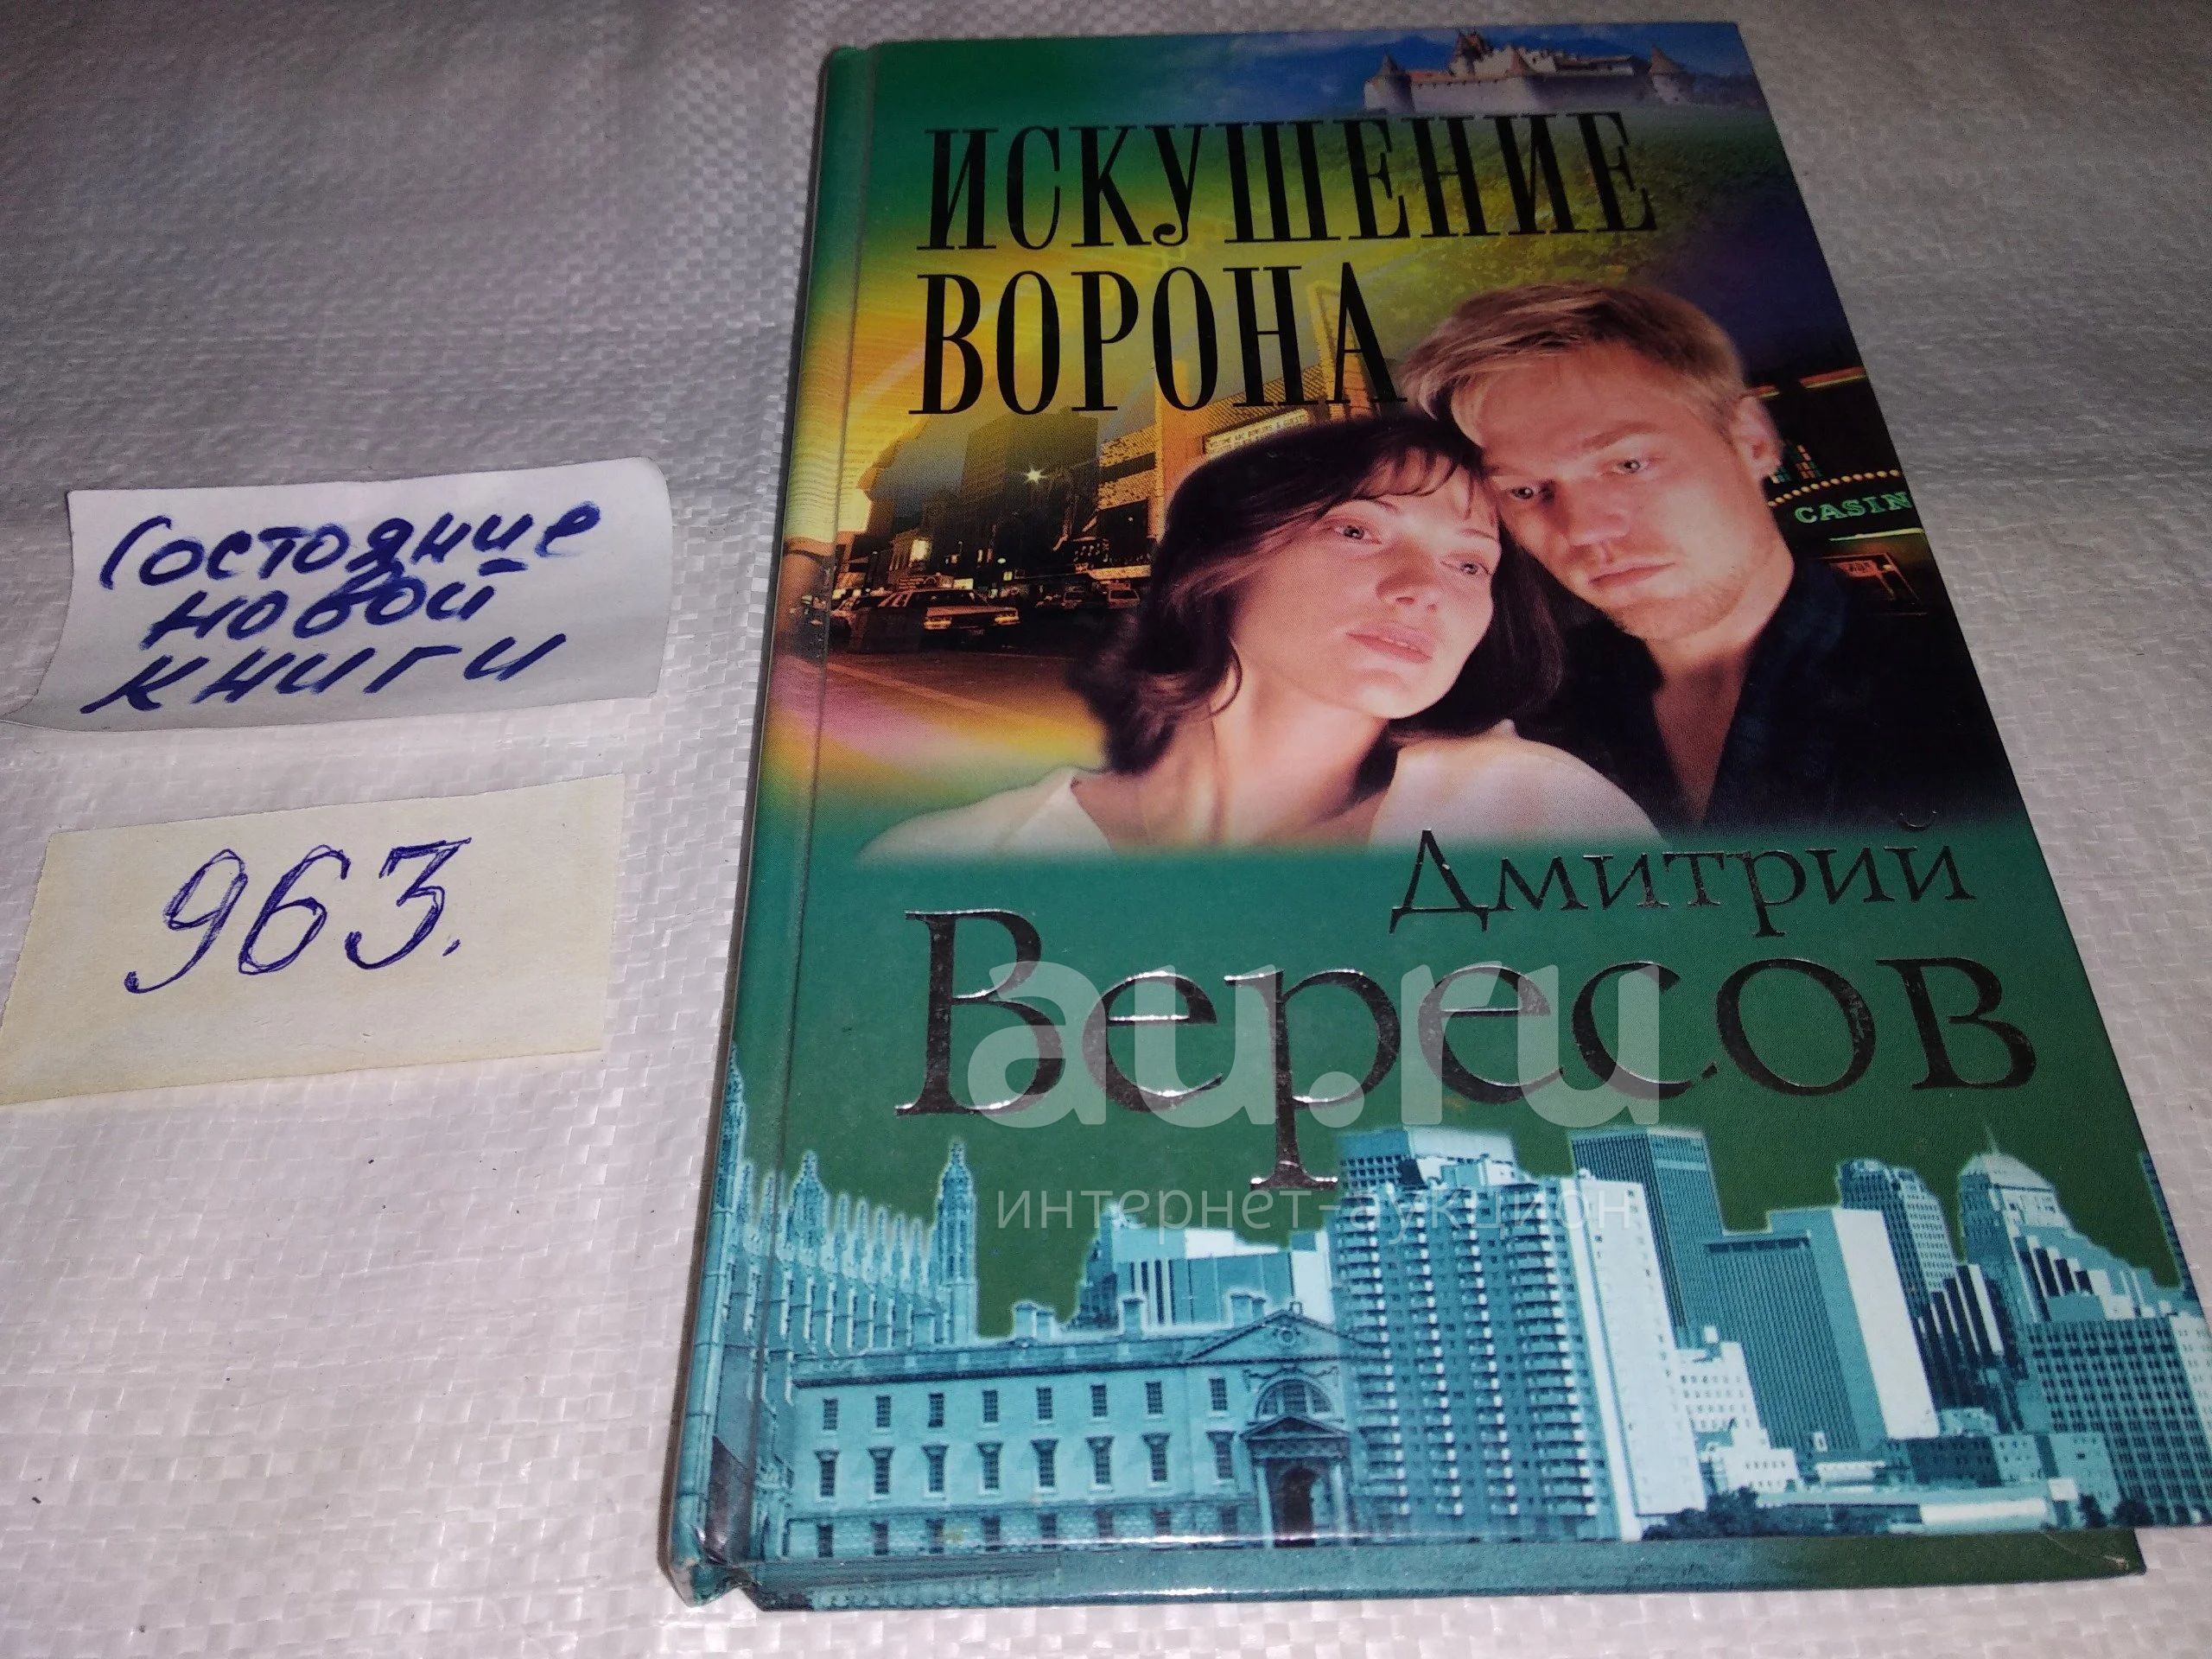 ИСКУШЕНИЕ
ВОРОНА
CASIN
Состояние
новой
книги
963.
Дмитрий
Вересов
au.ru
интернет-аукцион